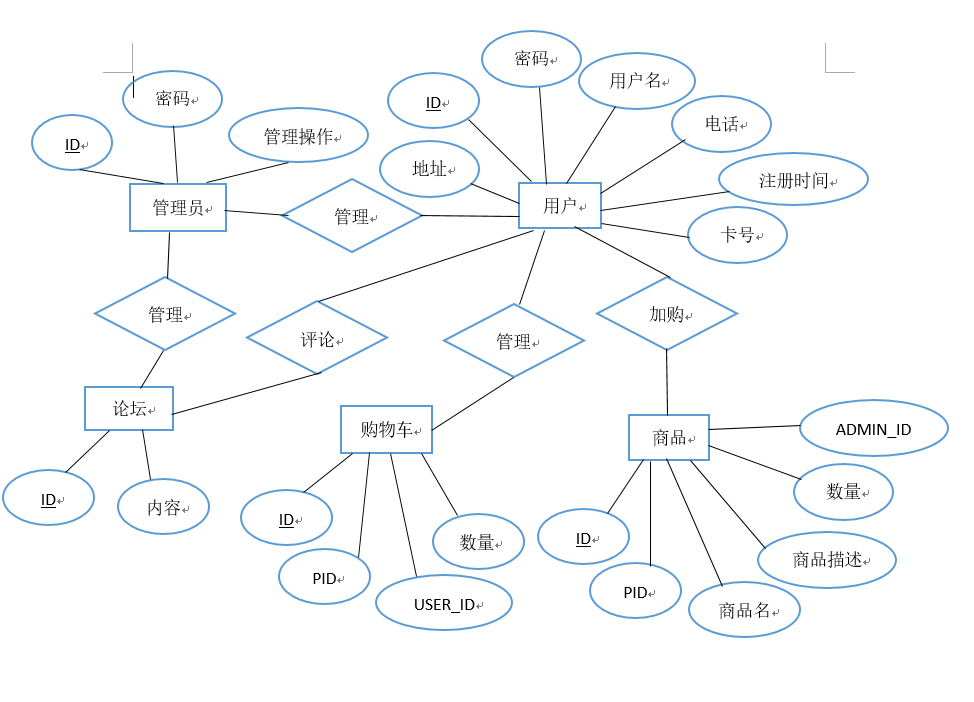 密码
用户名
ID
密码
电话
管理操作
ID
地址
注册时间
管理员
管理
用户
卡号
管理
评论
管理
加购
论坛
购物车
商品
ADMIN_ID
ID
内容
ID
数量
ID
数量
商品描述
PID
USER_ID
PID
商品名